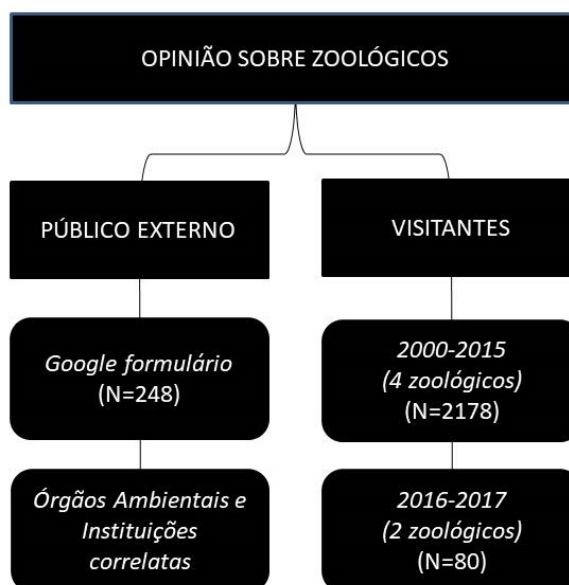 OPINIÃO SOBRE ZOOLÓGICOS
PÚBLICO EXTERNO
Google formulário
(N=248)
Órgãos Ambientais e
Instituições
correlatas
VISITANTES
2000-2015
(4 zoológicos)
(N=2178)
2016-2017
(2 zoológicos)
(N=80)